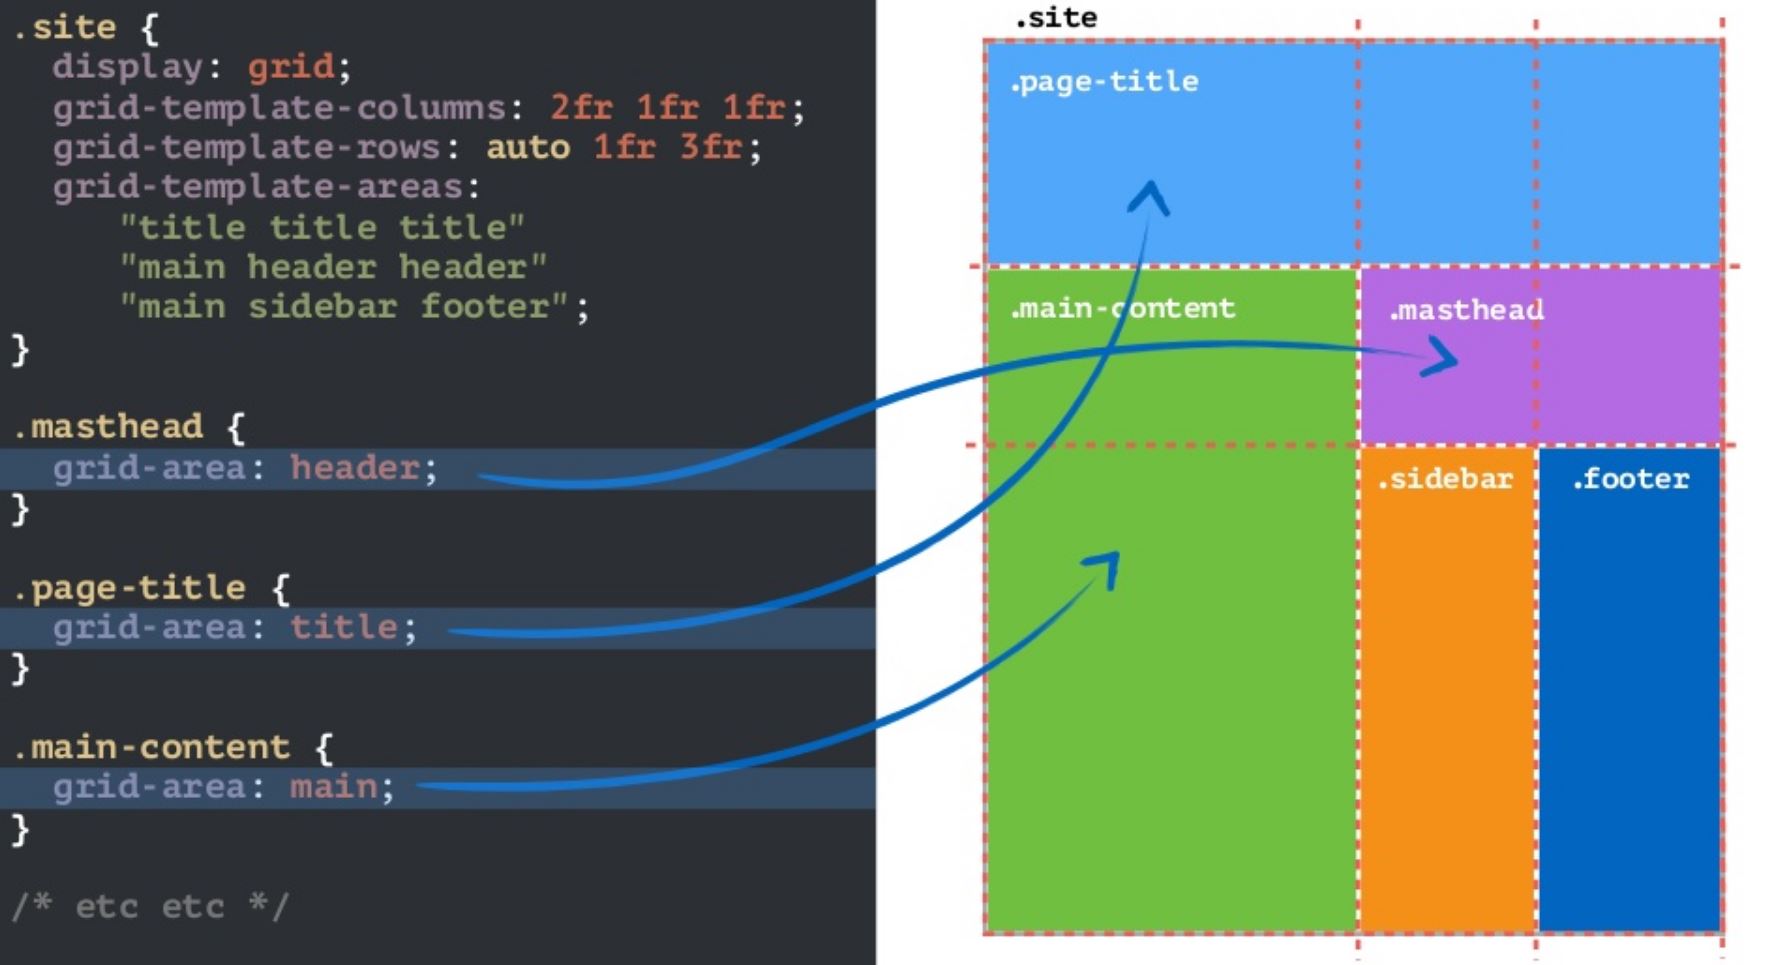 .site {
  display: grid;
  grid-template-columns: 2fr 1fr 1fr;
  grid-template-rows: auto 1fr 3fr;
  grid-template-areas:
      "title title title"
      "main header header"
      "main sidebar footer";
}
.masthead {
  grid-area: header;
}
.page-title {
  grid-area: title;
}
.main-content {
  grid-area: main;
}
/* etc etc */
.site
.page-title
.main-content
.masthead
.sidebar
.footer